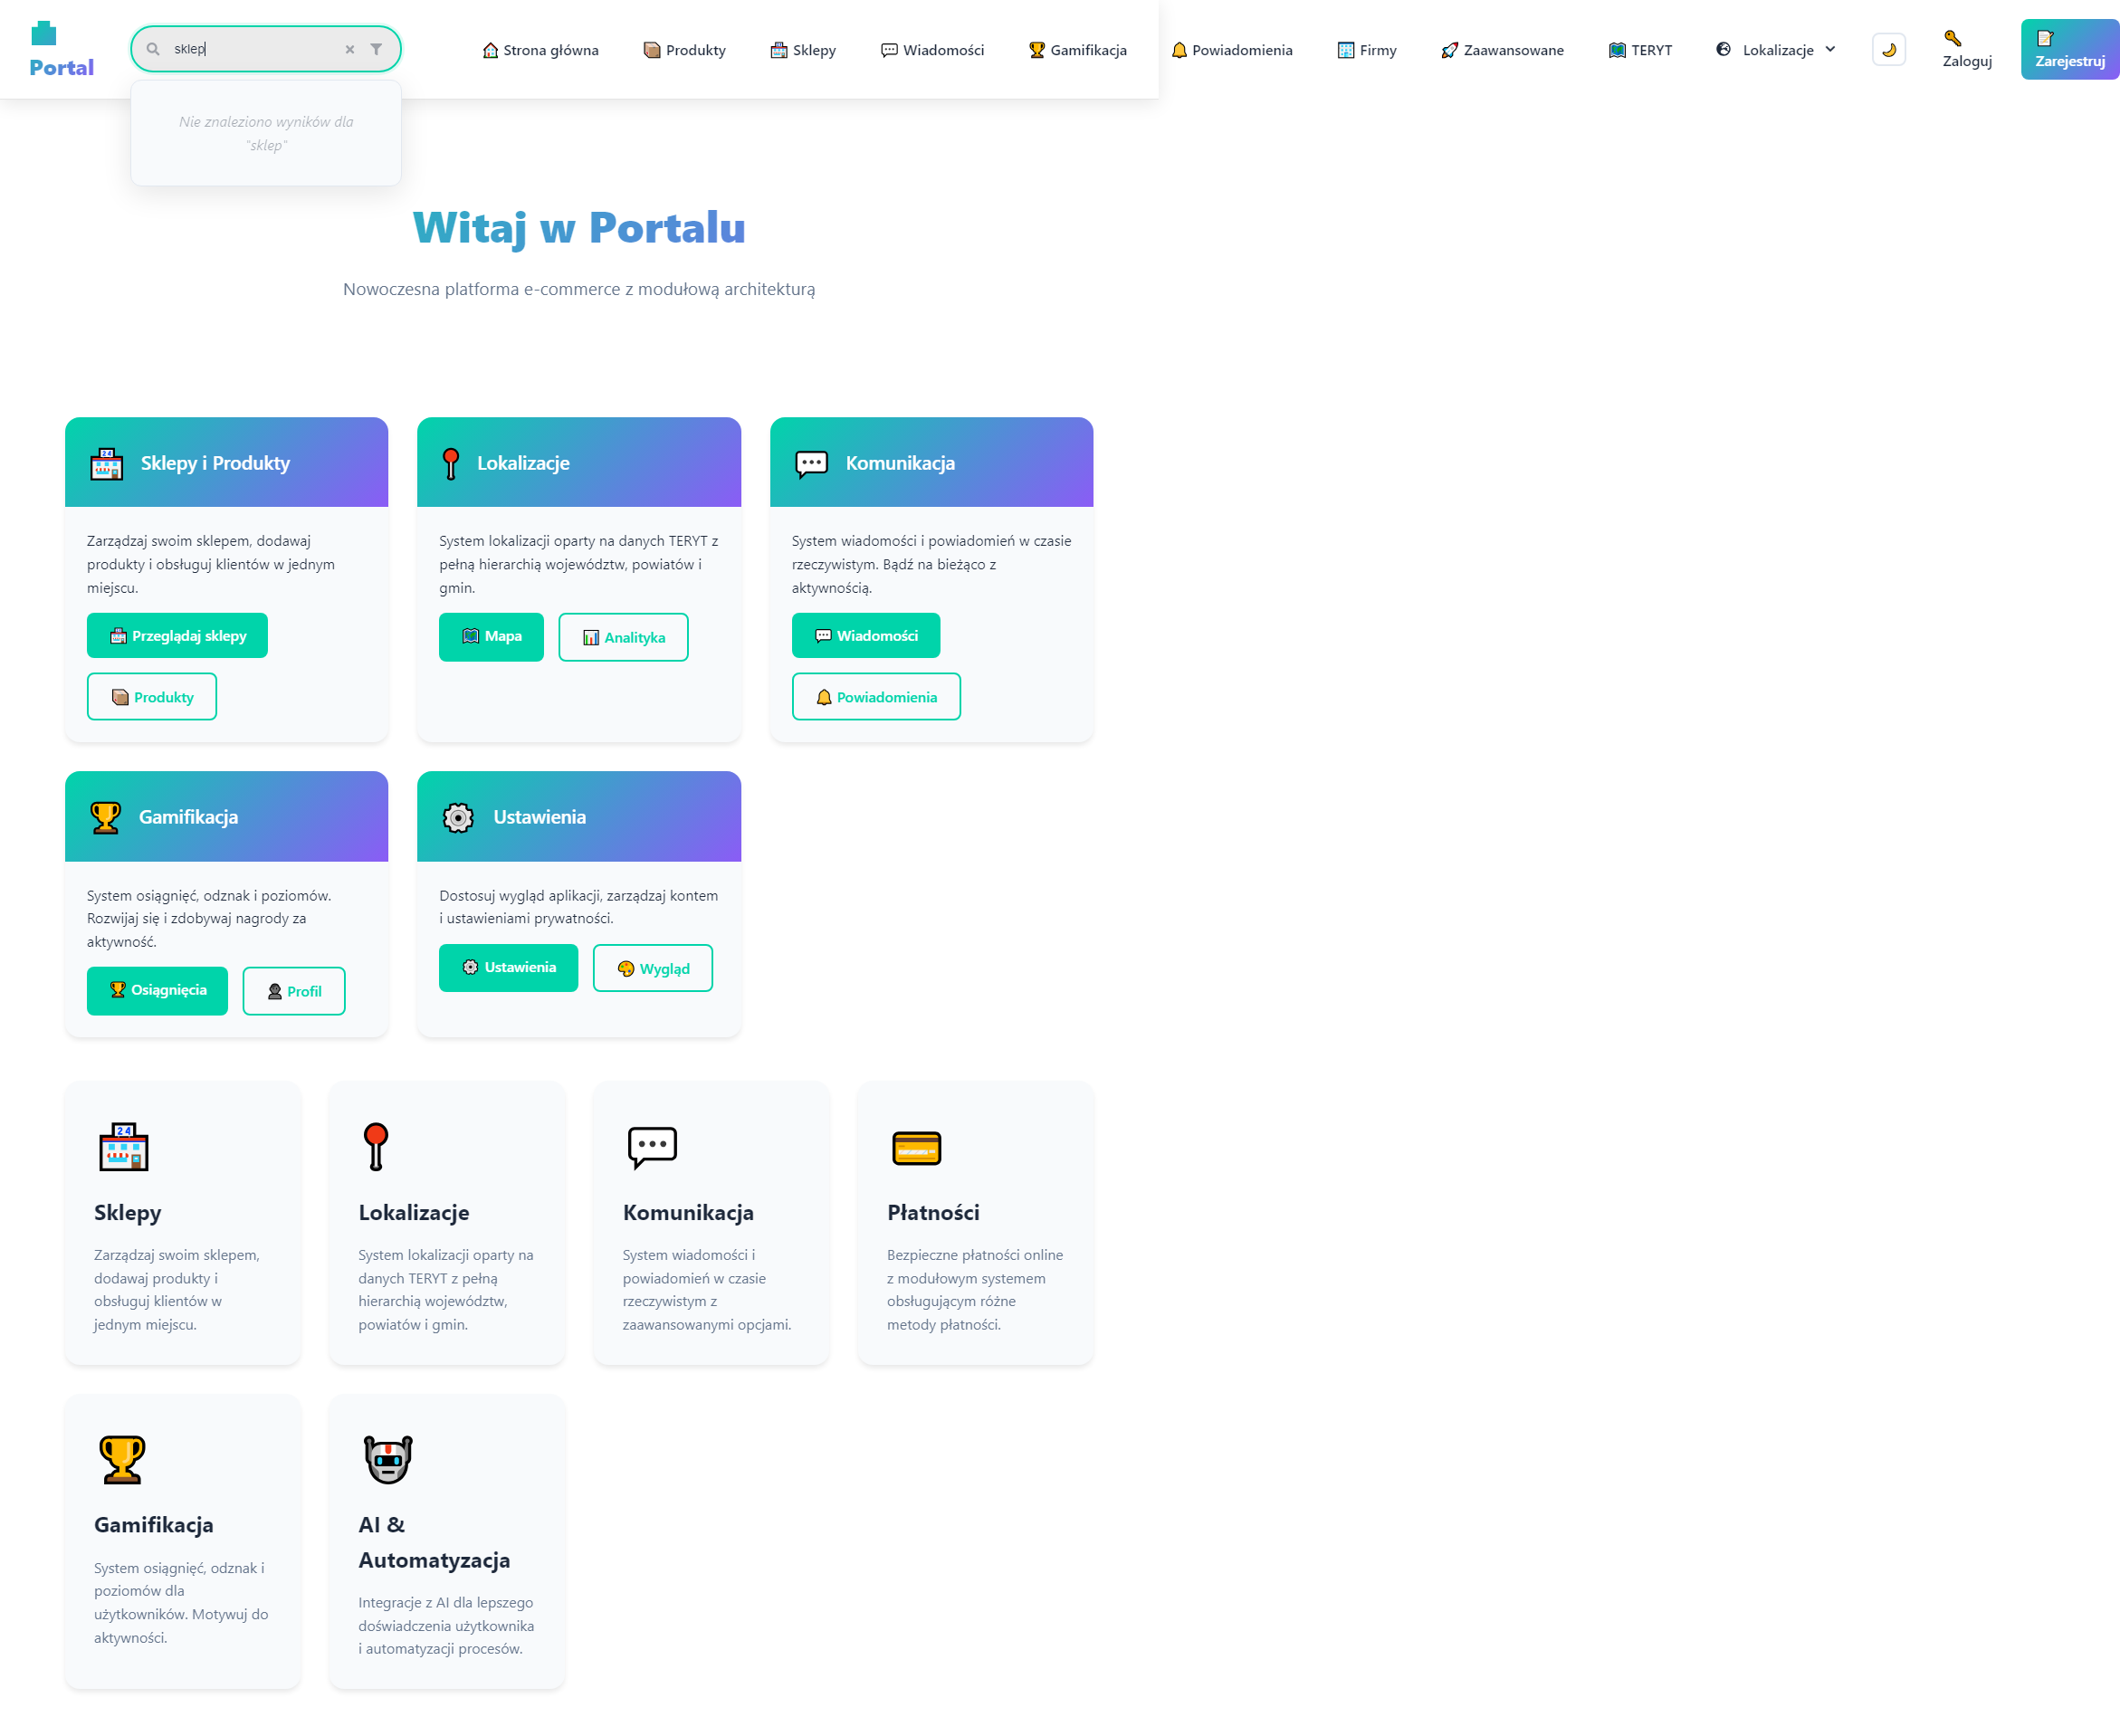 Portal
sklep
Strona główna
Produkty
Sklepy
Wiadomości
Gamifikacja
Powiadomienia
Firmy
Zaawansowane
TERYT
Lokalizacje
Zaloguj
Zarejestruj
Nie znaleziono wyników dla
"sklep"
Witaj w Portalu
Nowoczesna platforma e-commerce z modułową architekturą
24
Sklepy i Produkty
Zarządzaj swoim sklepem, dodawaj
produkty i obsługuj klientów w jednym
miejscu.
Przeglądaj sklepy
Produkty
Lokalizacje
System lokalizacji oparty na danych TERYT z
pełną hierarchią województw, powiatów i
gmin.
Mapa
Analityka
Komunikacja
System wiadomości i powiadomień w czasie
rzeczywistym. Bądź na bieżąco z
aktywnością.
Wiadomości
Powiadomienia
Gamifikacja
System osiągnięć, odznak i poziomów.
Rozwijaj się i zdobywaj nagrody za
aktywność.
Osiągnięcia
Profil
Ustawienia
Dostosuj wygląd aplikacji, zarządzaj kontem
i ustawieniami prywatności.
Ustawienia
Wygląd
24
Sklepy
Zarządzaj swoim sklepem,
dodawaj produkty i
obsługuj klientów w
jednym miejscu.
Lokalizacje
System lokalizacji oparty na
danych TERYT z pełną
hierarchią województw,
powiatów i gmin.
Komunikacja
System wiadomości i
powiadomień w czasie
rzeczywistym z
zaawansowanymi opcjami.
Płatności
Bezpieczne płatności online
z modułowym systemem
obsługującym różne
metody płatności.
Gamifikacja
System osiągnięć, odznak i
poziomów dla
użytkowników. Motywuj do
aktywności.
AI &
Automatyzacja
Integracje z AI dla lepszego
doświadczenia użytkownika
i automatyzacji procesów.